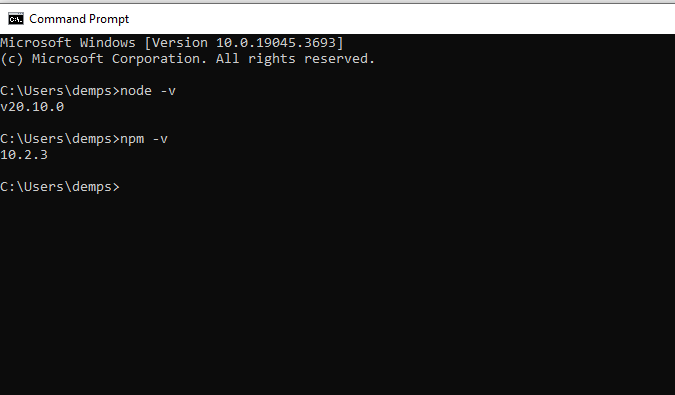 Command Prompt
Microsoft Windows [Version 10.0.19045.3693]
(c) Microsoft Corporation. All rights reserved.
C:\Users\demps>node -v
v20.10.0
C:\Users\demps>npm -v
10.2.3
C:\Users\demps>